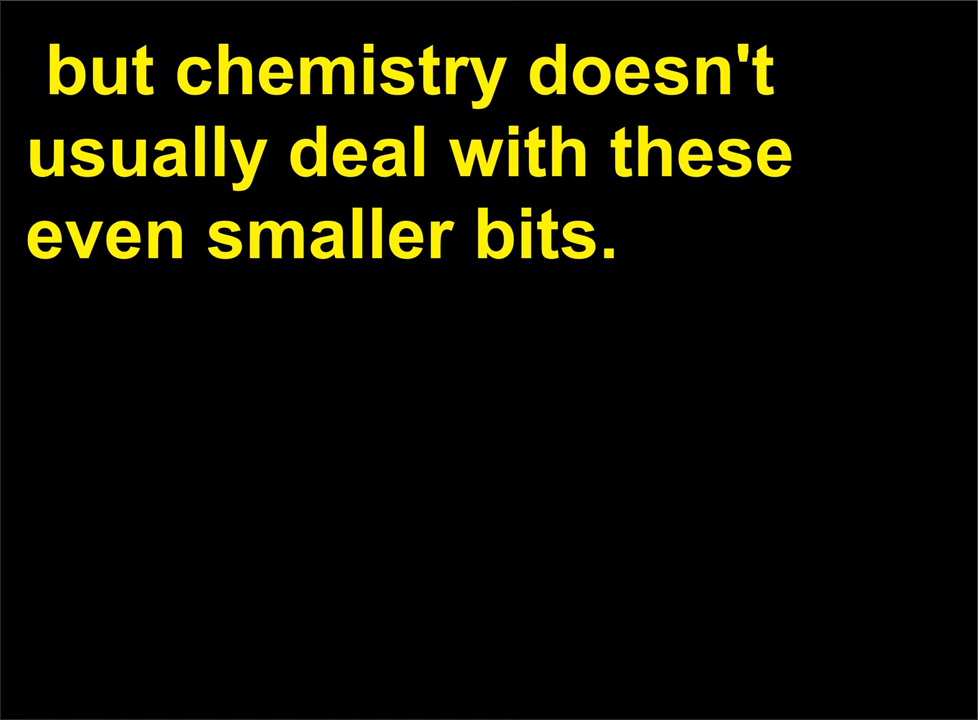 but chemistry doesn't
usually deal with these
even smaller bits.